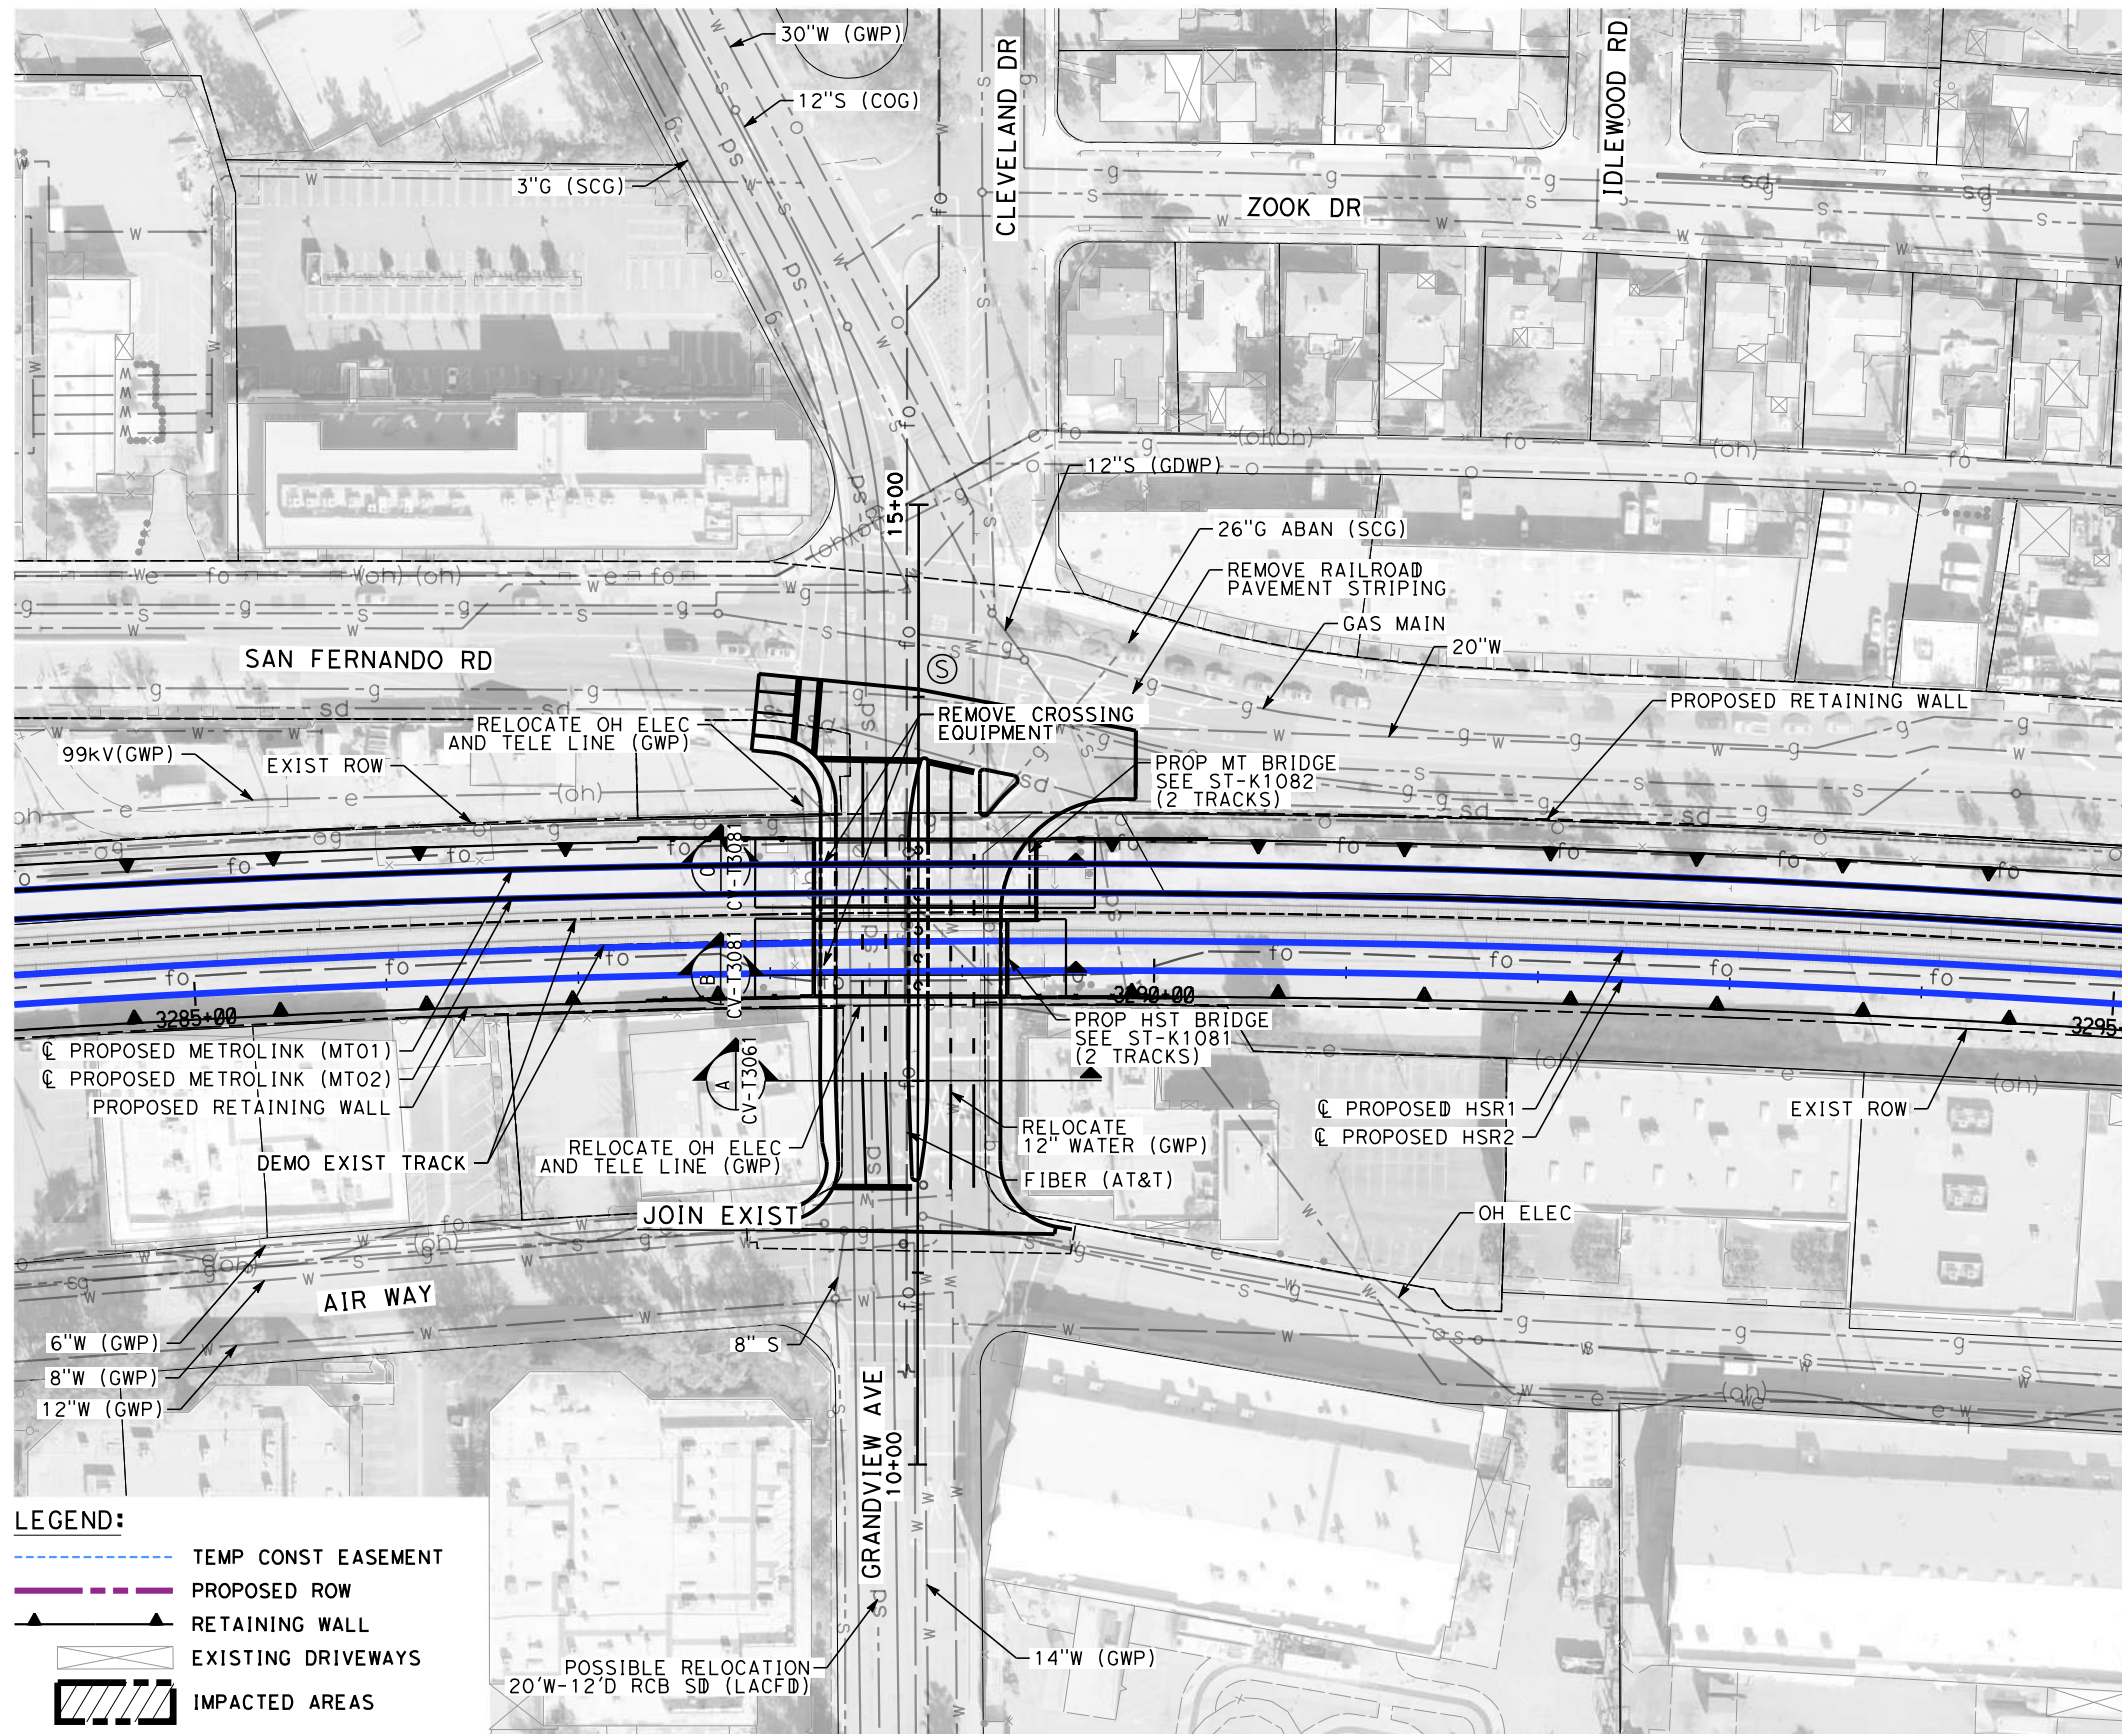 30"W (GWP)
12"S (COG)
3"G (SCG)
CLEVELAND DR
IDLEWOOD RD
ZOOK DR
12"S (GDWP)
15+00
26"G ABAN (SCG)
REMOVE RAILROAD
PAVEMENT STRIPING
GAS MAIN
20"W
SAN FERNANDO RD
S
PROPOSED RETAINING WALL
RELOCATE OH ELEC
AND TELE LINE (GWP)
REMOVE CROSSING
EQUIPMENT
99kV(GWP)
EXIST ROW
PROP MT BRIDGE
SEE ST-K1082
(2 TRACKS)
C
CV-T3081
B
CV-T3081
3285+00
3290+00
3295+
℄ PROPOSED METROLINK (MT01)
℄ PROPOSED METROLINK (MT02)
PROPOSED RETAINING WALL
DEMO EXIST TRACK
A
CV-T3061
PROP HST BRIDGE
SEE ST-K1081
(2 TRACKS)
RELOCATE OH ELEC
AND TELE LINE (GWP)
RELOCATE
12" WATER (GWP)
FIBER (AT&T)
℄ PROPOSED HSR1
℄ PROPOSED HSR2
EXIST ROW
JOIN EXIST
OH ELEC
AIR WAY
6"W (GWP)
8"W (GWP)
12"W (GWP)
8" S
GRANDVIEW AVE
10+00
14"W (GWP)
POSSIBLE RELOCATION
20'W-12'D RCB SD (LACFD)
LEGEND:
TEMP CONST EASEMENT
PROPOSED ROW
RETAINING WALL
EXISTING DRIVEWAYS
IMPACTED AREAS